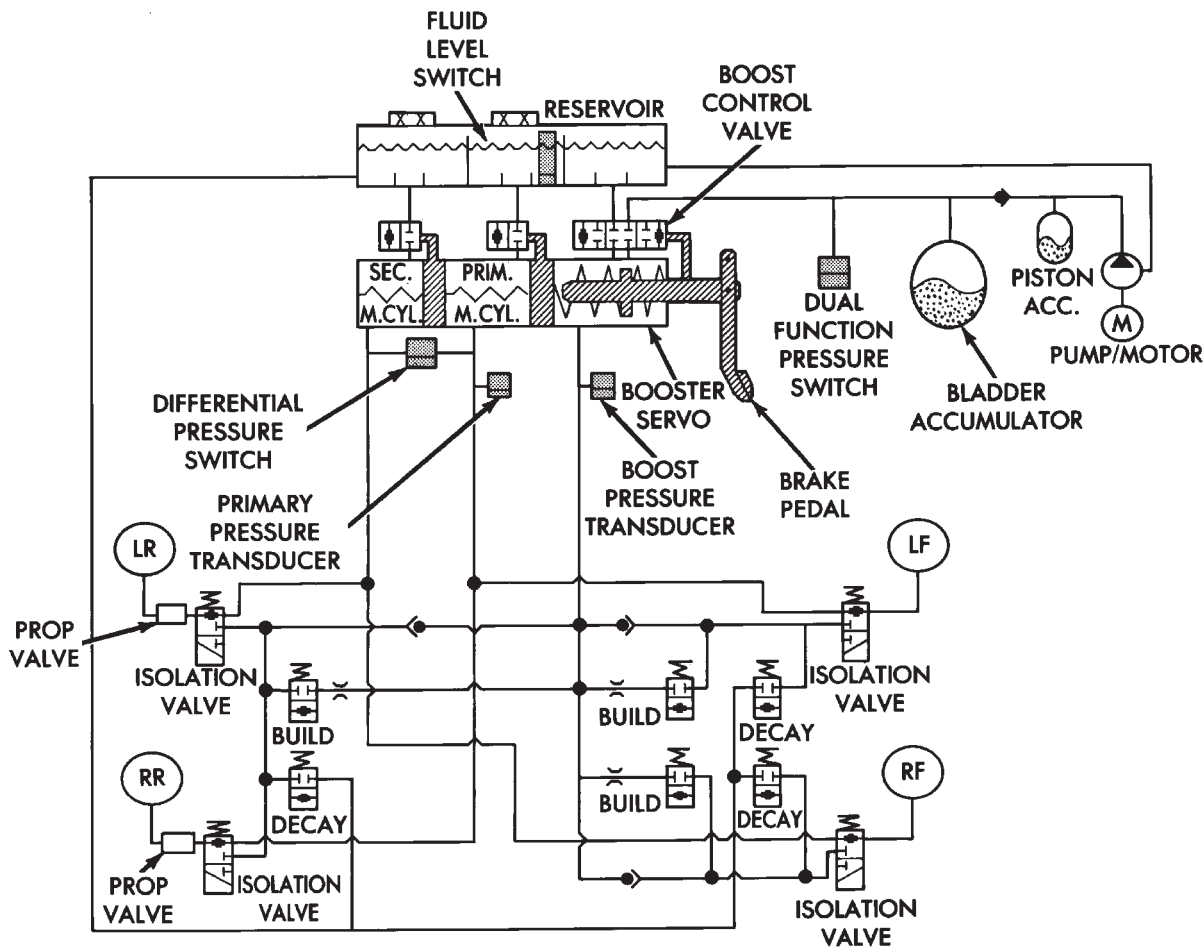 FLUID
LEVEL
SWITCH
RESERVOIR
BOOST
CONTROL
VALVE
SEC.
M.CYL.
PRIM.
M.CYL.
PISTON
ACC.
M
PUMP/MOTOR
DUAL
FUNCTION
PRESSURE
SWITCH
BLADDER
ACCUMULATOR
DIFFERENTIAL
PRESSURE
SWITCH
BOOSTER
SERVO
PRIMARY
PRESSURE
TRANSDUCER
BOOST
PRESSURE
TRANSDUCER
BRAKE
PEDAL
LR
LF
PROP
VALVE
ISOLATION
VALVE
ISOLATION
VALVE
BUILD
BUILD
DECAY
RR
RF
DECAY
BUILD
DECAY
PROP
VALVE
ISOLATION
VALVE
ISOLATION
VALVE